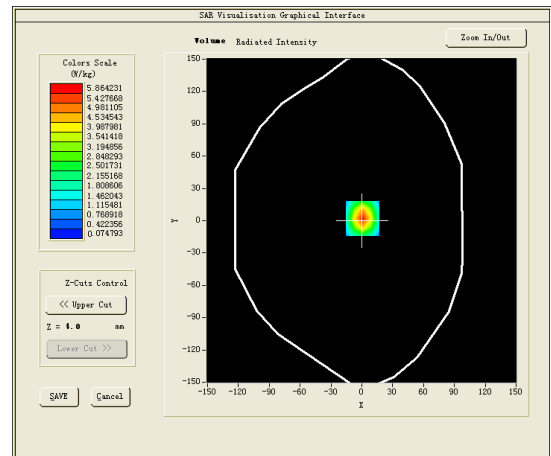 SAR Visualisation Graphical Interface
Volume Radiated Intensity
Zoom In/Out
Colors Scale
(W/kg)
5.864231
5.427668
4.981105
4.534543
3.987981
3.541418
3.194856
2.848293
2.501731
2.155168
1.808606
1.462043
1.115481
0.768918
0.422356
0.074793
Z-Cuts Control
<< Upper Cut
Z = 4.0 mm
Lower Cut >>
SAVE Cancel
150
120
90
60
30
Y 0
-30
-60
-90
-120
-150
-150 -120 -90 -60 -30 0 30 60 90 120 150
X